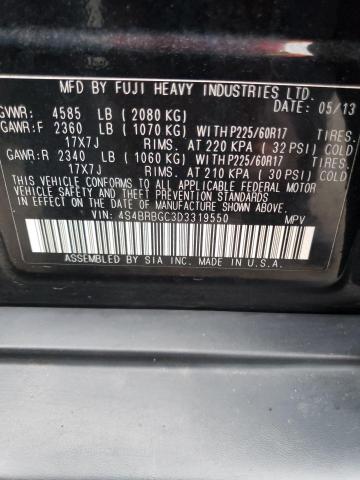 MFD BY FUJI HEAVY INDUSTRIES LTD.
DATE: 05/13
GVWR: 4585 LB (2080 KG)
GAWR:F 2360 LB (1070 KG) WITH P225/60R17 TIRES,
17X7J RIMS, AT 220 KPA (32 PSI) COLD
GAWR:R 2340 LB (1060 KG) WITH P225/60R17 TIRES,
17X7J RIMS, AT 210 KPA (30 PSI) COLD
THIS VEHICLE CONFORMS TO ALL APPLICABLE
FEDERAL MOTOR VEHICLE SAFETY AND THEFT PREVENTION
STANDARDS IN EFFECT ON THE DATE OF MANUFACTURE
SHOWN ABOVE.
VIN: 4S4BRBGC3D3319550 MPV
ASSEMBLED BY SIA INC. MADE IN U.S.A.